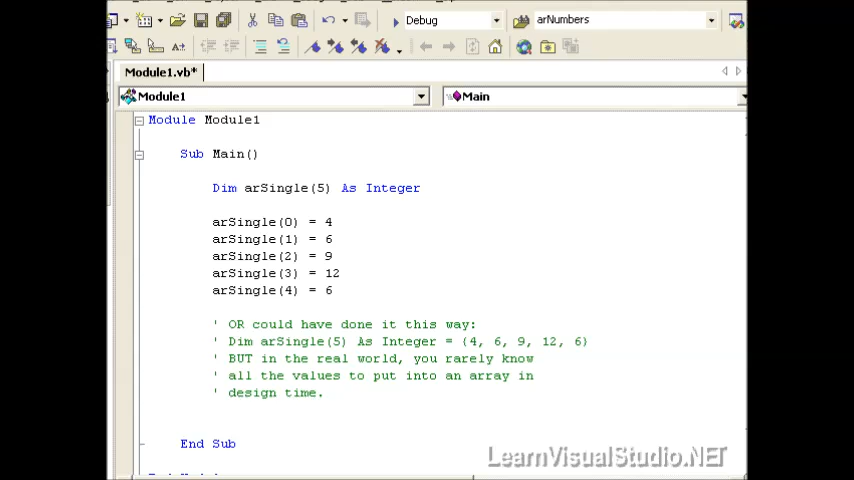 Debug
arNumbers
Module1.vb*
Module1
Main
Module Module1
Sub Main()
Dim arSingle(5) As Integer
arSingle(0) = 4
arSingle(1) = 6
arSingle(2) = 9
arSingle(3) = 12
arSingle(4) = 6
' OR could have done it this way:
' Dim arSingle(5) As Integer = {4, 6, 9, 12, 6}
' BUT in the real world, you rarely know
' all the values to put into an array in
' design time.
End Sub
LearnVisualStudio.NET